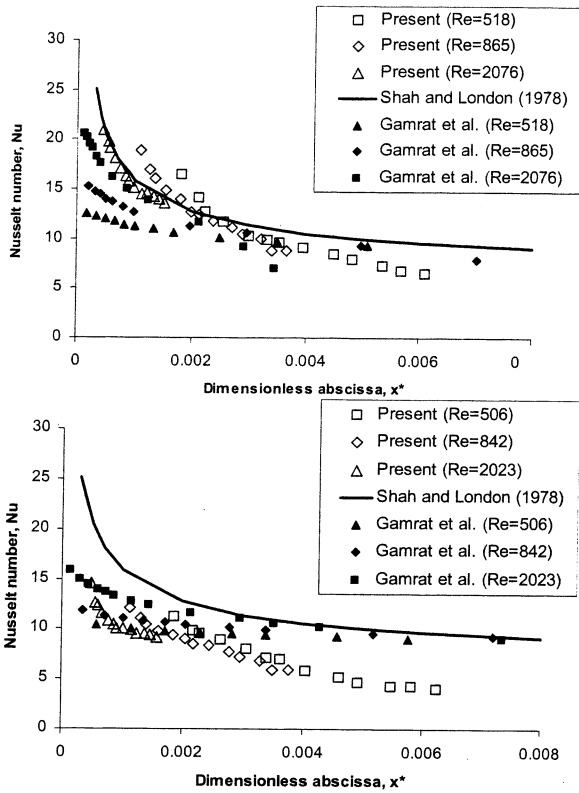 Present (Re=518)
Present (Re=865)
Present (Re=2076)
Shah and London (1978)
Gamrat et al. (Re=518)
Gamrat et al. (Re=865)
Gamrat et al. (Re=2076)
Nusselt number, Nu
30
25
20
15
10
5
0
0
0.002
0.004
0.006
0
Dimensionless abscissa, x*
Present (Re=506)
Present (Re=842)
Present (Re=2023)
Shah and London (1978)
Gamrat et al. (Re=506)
Gamrat et al. (Re=842)
Gamrat et al. (Re=2023)
Nusselt number, Nu
30
25
20
15
10
5
0
0
0.002
0.004
0.006
0.008
Dimensionless abscissa, x*